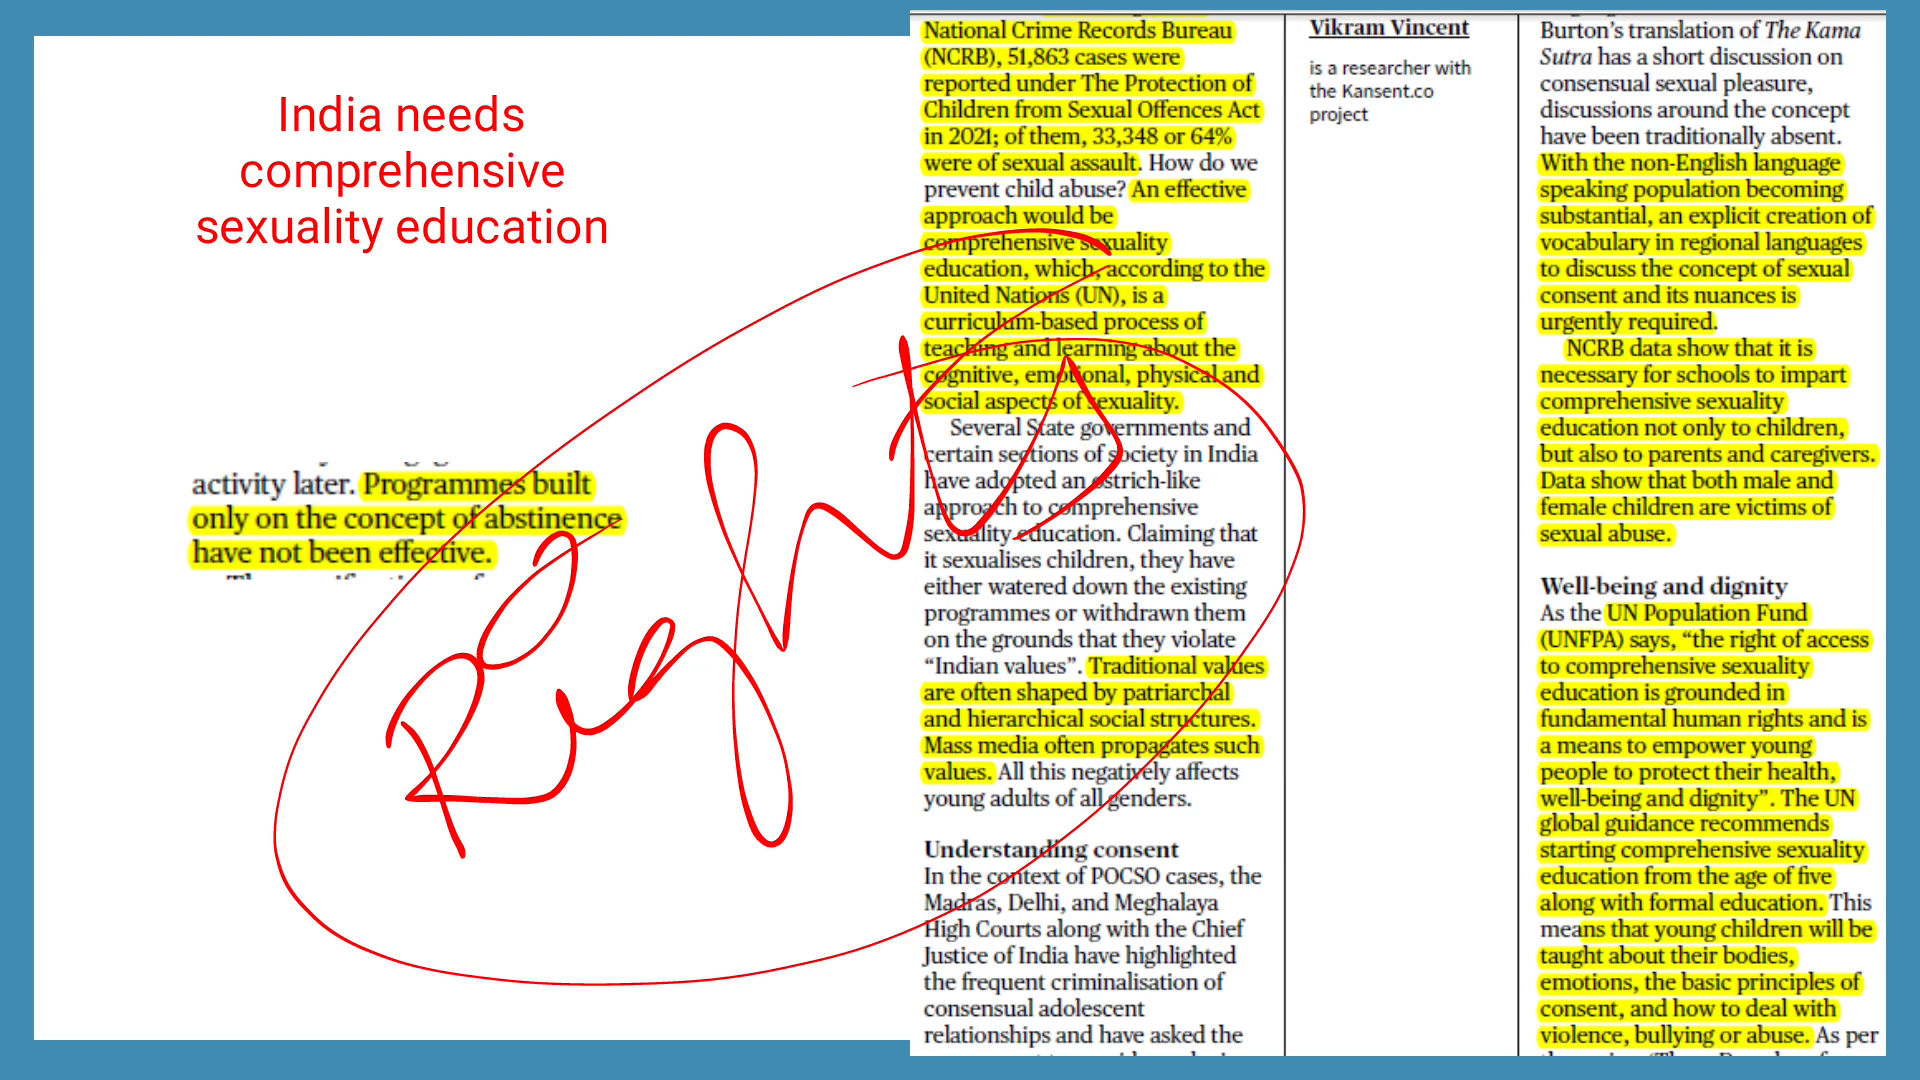 India needs
comprehensive
sexuality education
activity later. Programmes built
only on the concept of abstinence
have not been effective.
Rights
National Crime Records Bureau
(NCRB), 51,863 cases were
reported under The Protection of
Children from Sexual Offences Act
in 2021; of them, 33,348 or 64%
were of sexual assault. How do we
prevent child abuse? An effective
approach would be
comprehensive sexuality
education, which, according to the
United Nations (UN), is a
curriculum-based process of
teaching and learning about the
cognitive, emotional, physical and
social aspects of sexuality.
Several State governments and
certain sections of society in India
have adopted an ostrich-like
approach to comprehensive
sexuality education. Claiming that
it sexualises children, they have
either watered down the existing
programmes or withdrawn them
on the grounds that they violate
“Indian values”. Traditional values
are often shaped by patriarchal
and hierarchical social structures.
Mass media often propagates such
values. All this negatively affects
young adults of all genders.
Understanding consent
In the context of POCSO cases, the
Madras, Delhi, and Meghalaya
High Courts along with the Chief
Justice of India have highlighted
the frequent criminalisation of
consensual adolescent
relationships and have asked the
Vikram Vincent
is a researcher with
the Kansent.co
project
Burton’s translation of The Kama
Sutra has a short discussion on
consensual sexual pleasure,
discussions around the concept
have been traditionally absent.
With the non-English language
speaking population becoming
substantial, an explicit creation of
vocabulary in regional languages
to discuss the concept of sexual
consent and its nuances is
urgently required.
NCRB data show that it is
necessary for schools to impart
comprehensive sexuality
education not only to children,
but also to parents and caregivers.
Data show that both male and
female children are victims of
sexual abuse.
Well-being and dignity
As the UN Population Fund
(UNFPA) says, “the right of access
to comprehensive sexuality
education is grounded in
fundamental human rights and is
a means to empower young
people to protect their health,
well-being and dignity”. The UN
global guidance recommends
starting comprehensive sexuality
education from the age of five
along with formal education. This
means that young children will be
taught about their bodies,
emotions, the basic principles of
consent, and how to deal with
violence, bullying or abuse. As per